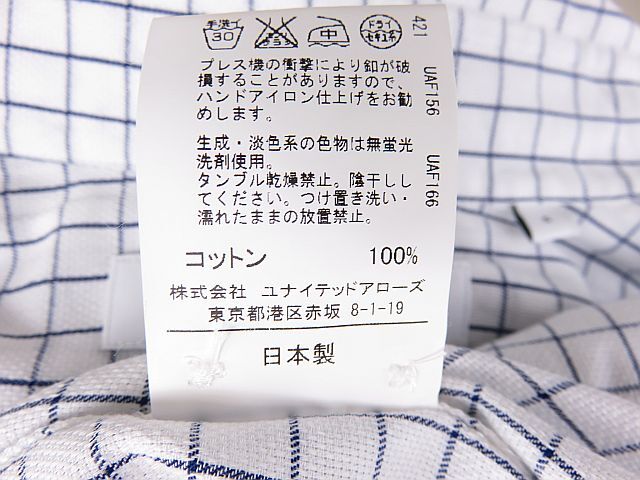 手洗イ 30 エンソサラシ 中 ドライ セキユ系
プレス機の衝撃により釦が破
損することがありますので、
ハンドアイロン仕上げをお勧
めします。
生成・淡色系の色物は無蛍光
洗剤使用。
タンブル乾燥禁止。陰干しし
てください。つけ置き洗い・
濡れたままの放置禁止。
コットン 100%
株式会社 ユナイテッドアローズ
東京都港区赤坂 8-1-19
日本製
421 UAF156 UAF166